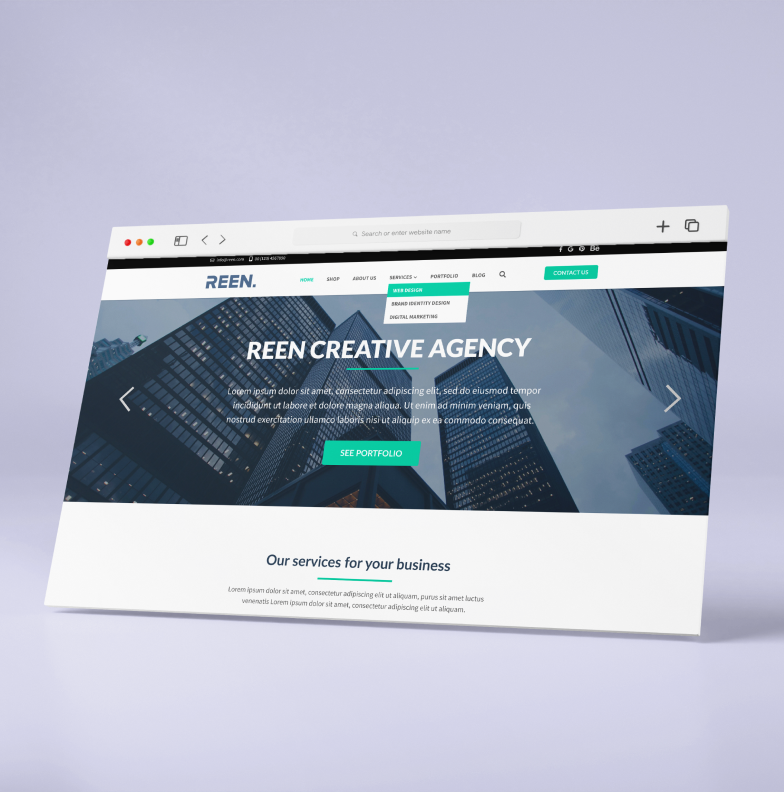 Search or enter website name
info@reen.com
f G Be
REEN.
HOME SHOP ABOUT US SERVICES PORTFOLIO BLOG CONTACT US
WEB DESIGN
BRAND IDENTITY DESIGN
DIGITAL MARKETING
REEN CREATIVE AGENCY
Lorem ipsum dolor sit amet, consectetur adipiscing elit, sed do eiusmod tempor
incididunt ut labore et dolore magna aliqua. Ut enim ad minim veniam, quis
nostrud exercitation ullamco laboris nisi ut aliquip ex ea commodo consequat.
SEE PORTFOLIO
Our services for your business
Lorem ipsum dolor sit amet, consectetur adipiscing elit ut aliquam, purus sit amet luctus
venenatis Lorem ipsum dolor sit amet, consectetur adipiscing elit ut aliquam.